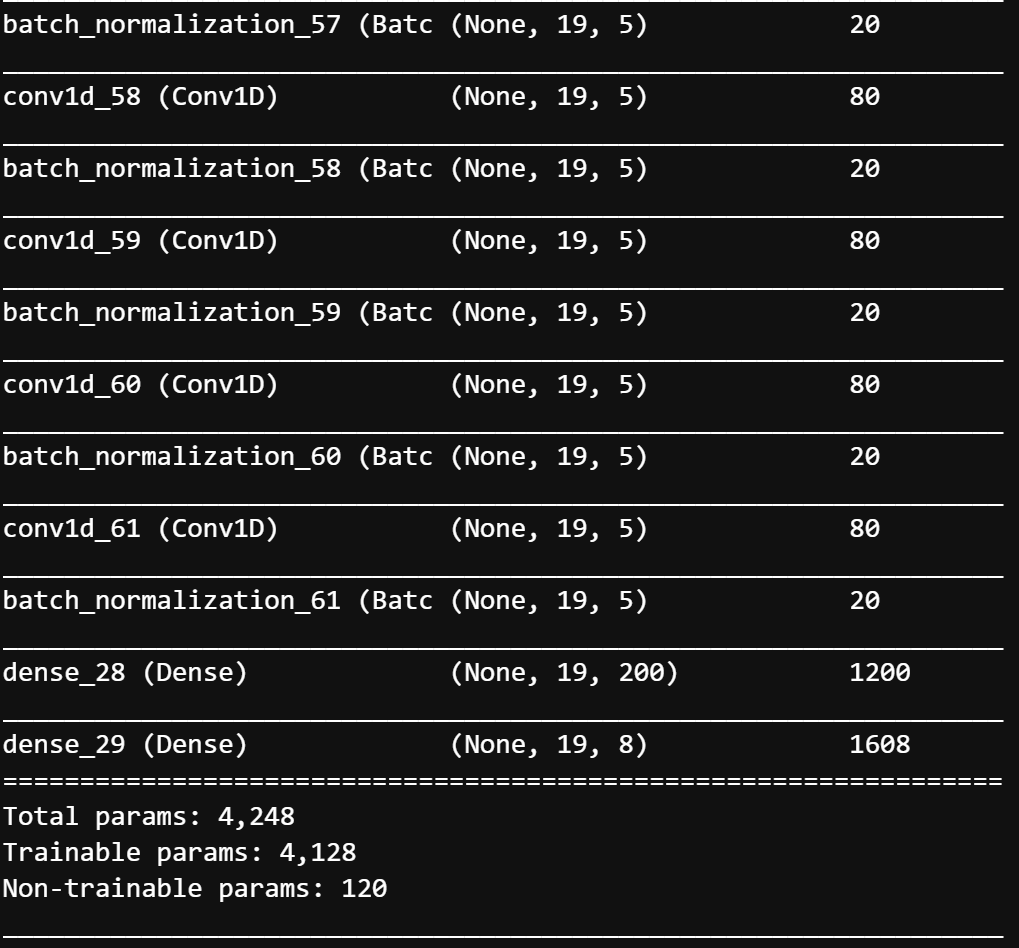 batch_normalization_57 (Batc (None, 19, 5) 20
conv1d_58 (Conv1D) (None, 19, 5) 80
batch_normalization_58 (Batc (None, 19, 5) 20
conv1d_59 (Conv1D) (None, 19, 5) 80
batch_normalization_59 (Batc (None, 19, 5) 20
conv1d_60 (Conv1D) (None, 19, 5) 80
batch_normalization_60 (Batc (None, 19, 5) 20
conv1d_61 (Conv1D) (None, 19, 5) 80
batch_normalization_61 (Batc (None, 19, 5) 20
dense_28 (Dense) (None, 19, 200) 1200
dense_29 (Dense) (None, 19, 8) 1608
=================================================================
Total params: 4,248
Trainable params: 4,128
Non-trainable params: 120